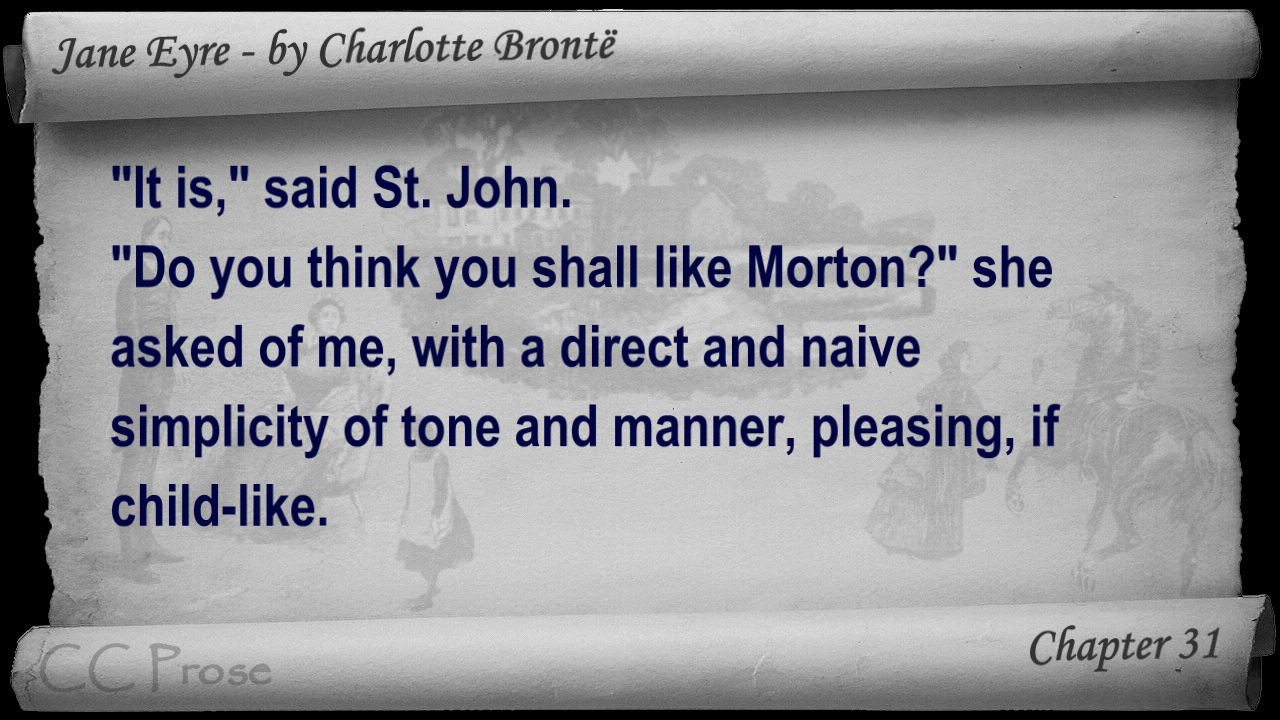 Jane Eyre - by Charlotte Brontë
"It is," said St. John.
"Do you think you shall like Morton?" she
asked of me, with a direct and naive
simplicity of tone and manner, pleasing, if
child-like.
Chapter 31
CC Prose